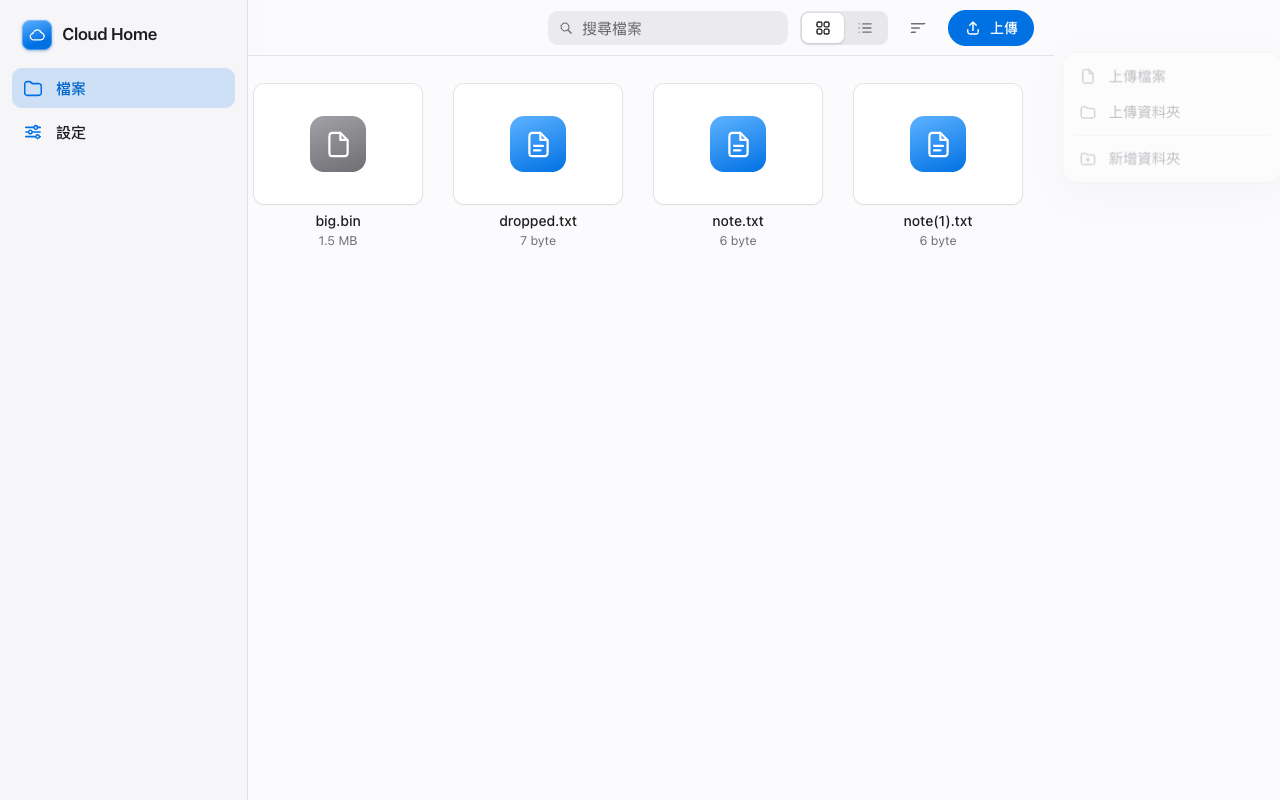 Cloud Home
檔案
設定
搜尋檔案
上傳
上傳檔案
上傳資料夾
新增資料夾
big.bin
1.5 MB
dropped.txt
7 byte
note.txt
6 byte
note(1).txt
6 byte